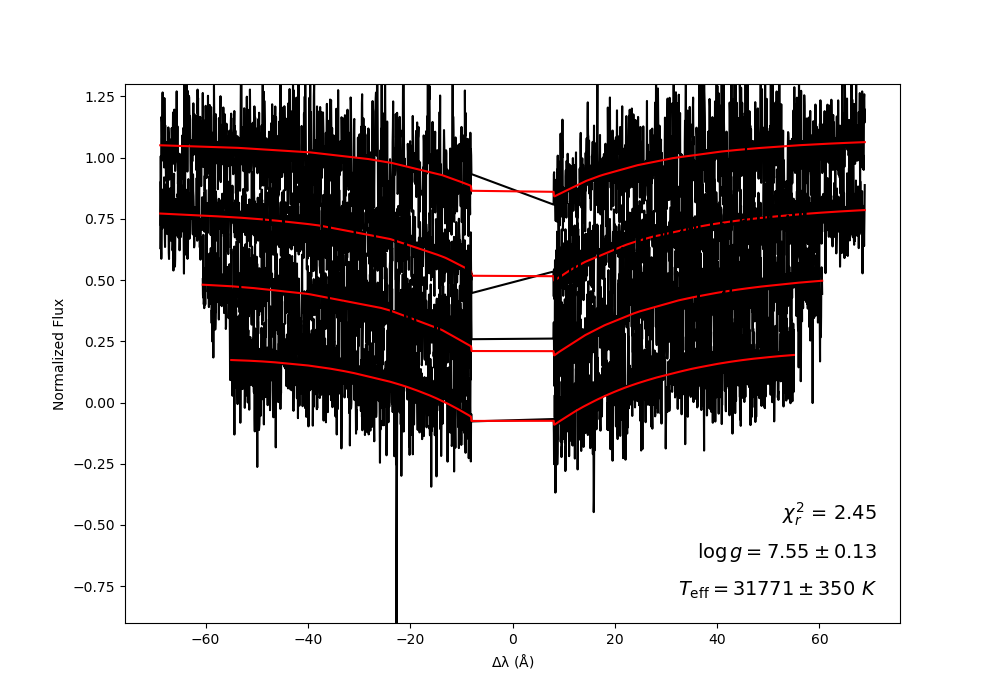 1.25
1.00
0.75
0.50
0.25
0.00
−0.25
−0.50
−0.75
Normalized Flux
χ²ᵣ = 2.45
log g = 7.55 ± 0.13
T_eff = 31771 ± 350 K
−60 −40 −20 0 20 40 60
Δλ (Å)